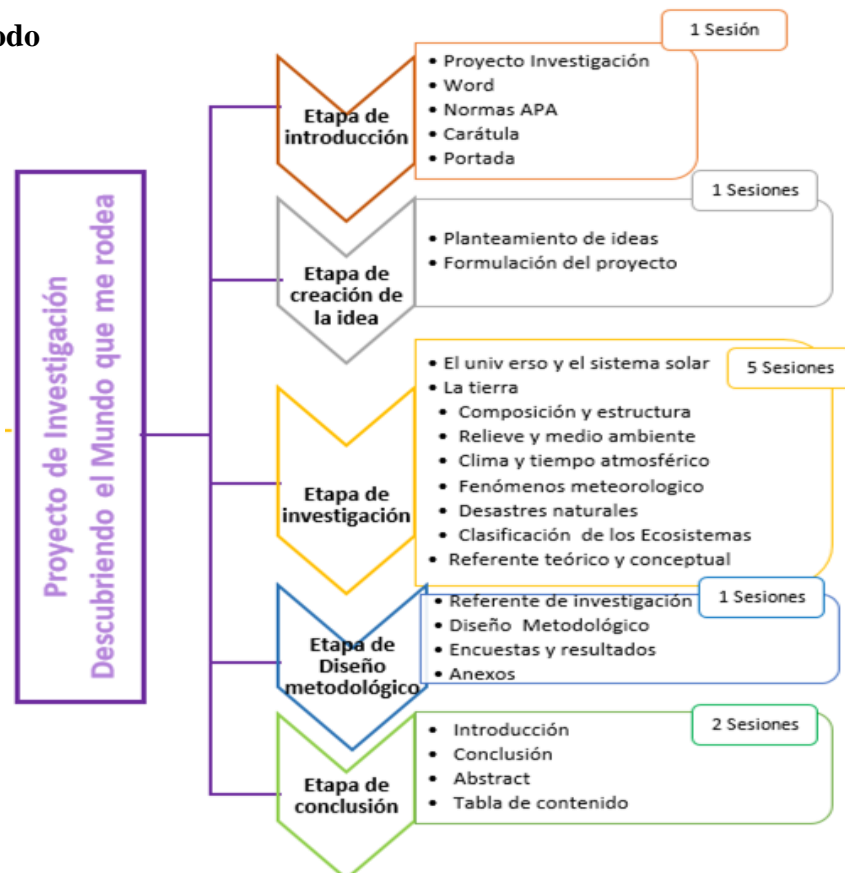 odo
Proyecto de Investigación
Descubriendo el Mundo que me rodea
Etapa de
introducción
1 Sesión
• Proyecto Investigación
• Word
• Normas APA
• Carátula
• Portada
Etapa de
creación de
la idea
1 Sesiones
• Planteamiento de ideas
• Formulación del proyecto
Etapa de
investigación
5 Sesiones
• El univ erso y el sistema solar
• La tierra
• Composición y estructura
• Relieve y medio ambiente
• Clima y tiempo atmosférico
• Fenómenos meteorologico
• Desastres naturales
• Clasificación de los Ecosistemas
• Referente teórico y conceptual
Etapa de
Diseño
metodológico
1 Sesiones
• Referente de investigación
• Diseño Metodológico
• Encuestas y resultados
• Anexos
Etapa de
conclusión
2 Sesiones
• Introducción
• Conclusión
• Abstract
• Tabla de contenido